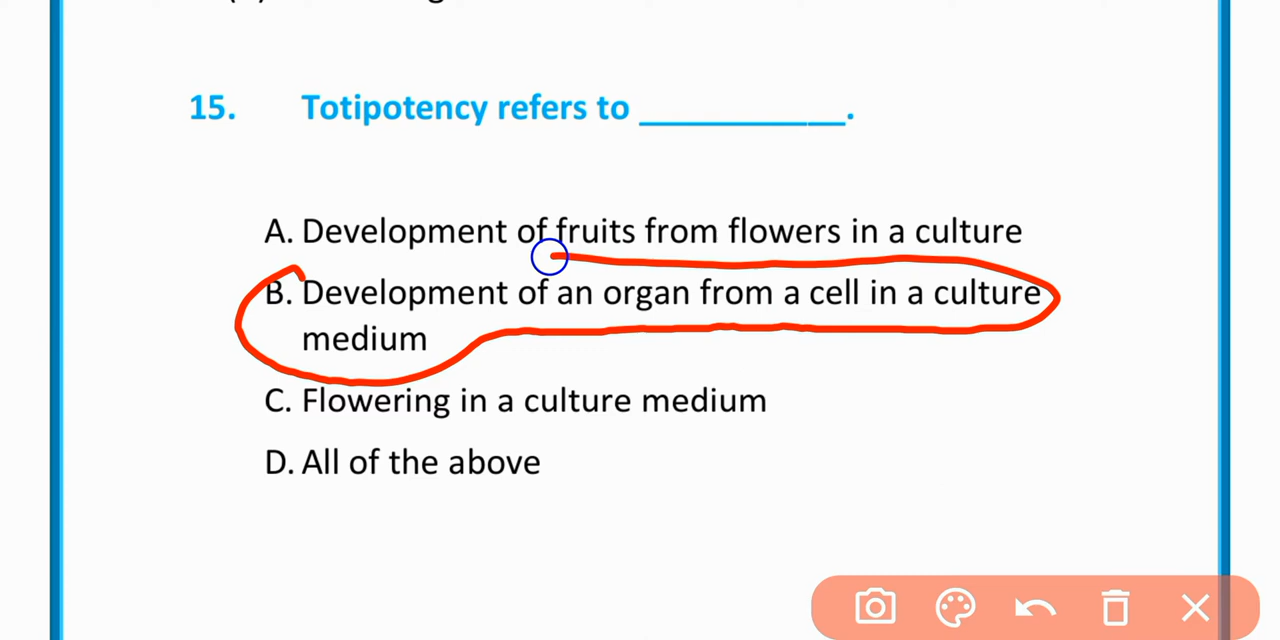 15. Totipotency refers to ___________.
A. Development of fruits from flowers in a culture
B. Development of an organ from a cell in a culture
medium
C. Flowering in a culture medium
D. All of the above